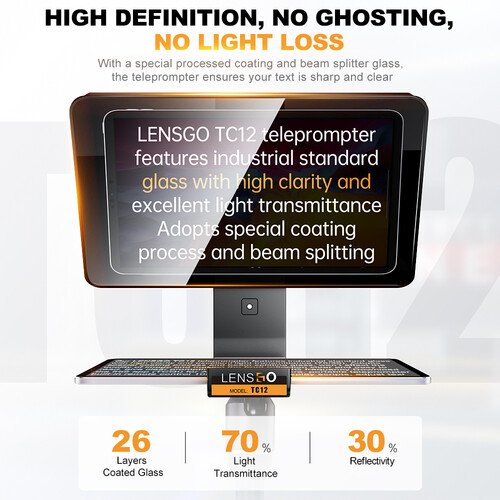 HIGH DEFINITION, NO GHOSTING,
NO LIGHT LOSS
With a special processed coating and beam splitter glass,
the teleprompter ensures your text is sharp and clear
LENSGO TC12 teleprompter
features industrial standard
glass with high clarity and
excellent light transmittance
Adopts special coating
process and beam splitting
LENSGO
MODEL: TC12
26
Layers
Coated Glass
70%
Light
Transmittance
30%
Reflectivity